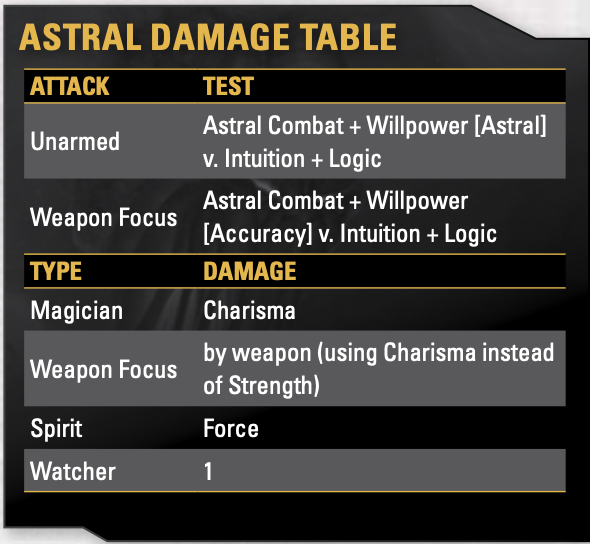 ASTRAL DAMAGE TABLE
ATTACK TEST
Unarmed Astral Combat + Willpower [Astral]
v. Intuition + Logic
Weapon Focus Astral Combat + Willpower
[Accuracy] v. Intuition + Logic
TYPE DAMAGE
Magician Charisma
Weapon Focus by weapon (using Charisma instead
of Strength)
Spirit Force
Watcher 1